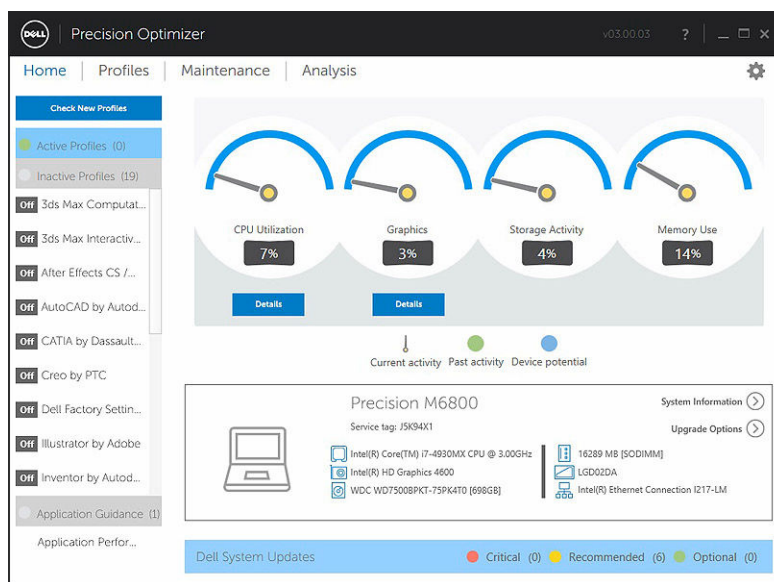 DELL
Precision Optimizer
v03.00.03
?
Home
Profiles
Maintenance
Analysis
Check New Profiles
Active Profiles (0)
Inactive Profiles (19)
Off 3ds Max Computat...
Off 3ds Max Interactiv...
Off After Effects CS /...
Off AutoCAD by Autod...
Off CATIA by Dassault...
Off Creo by PTC
Off Dell Factory Settin...
Off Illustrator by Adobe
Off Inventor by Autod...
Application Guidance (1)
Application Perfor...
CPU Utilization
7%
Details
Graphics
3%
Details
Storage Activity
4%
Memory Use
14%
Current activity
Past activity
Device potential
Precision M6800
Service tag: J5K94X1
System Information
Upgrade Options
Intel(R) Core(TM) i7-4930MX CPU @ 3.00GHz
Intel(R) HD Graphics 4600
WDC WD7500BPKT-75PK4T0 [698GB]
16289 MB [SODIMM]
LGD02DA
Intel(R) Ethernet Connection I217-LM
Dell System Updates
Critical (0)
Recommended (6)
Optional (0)